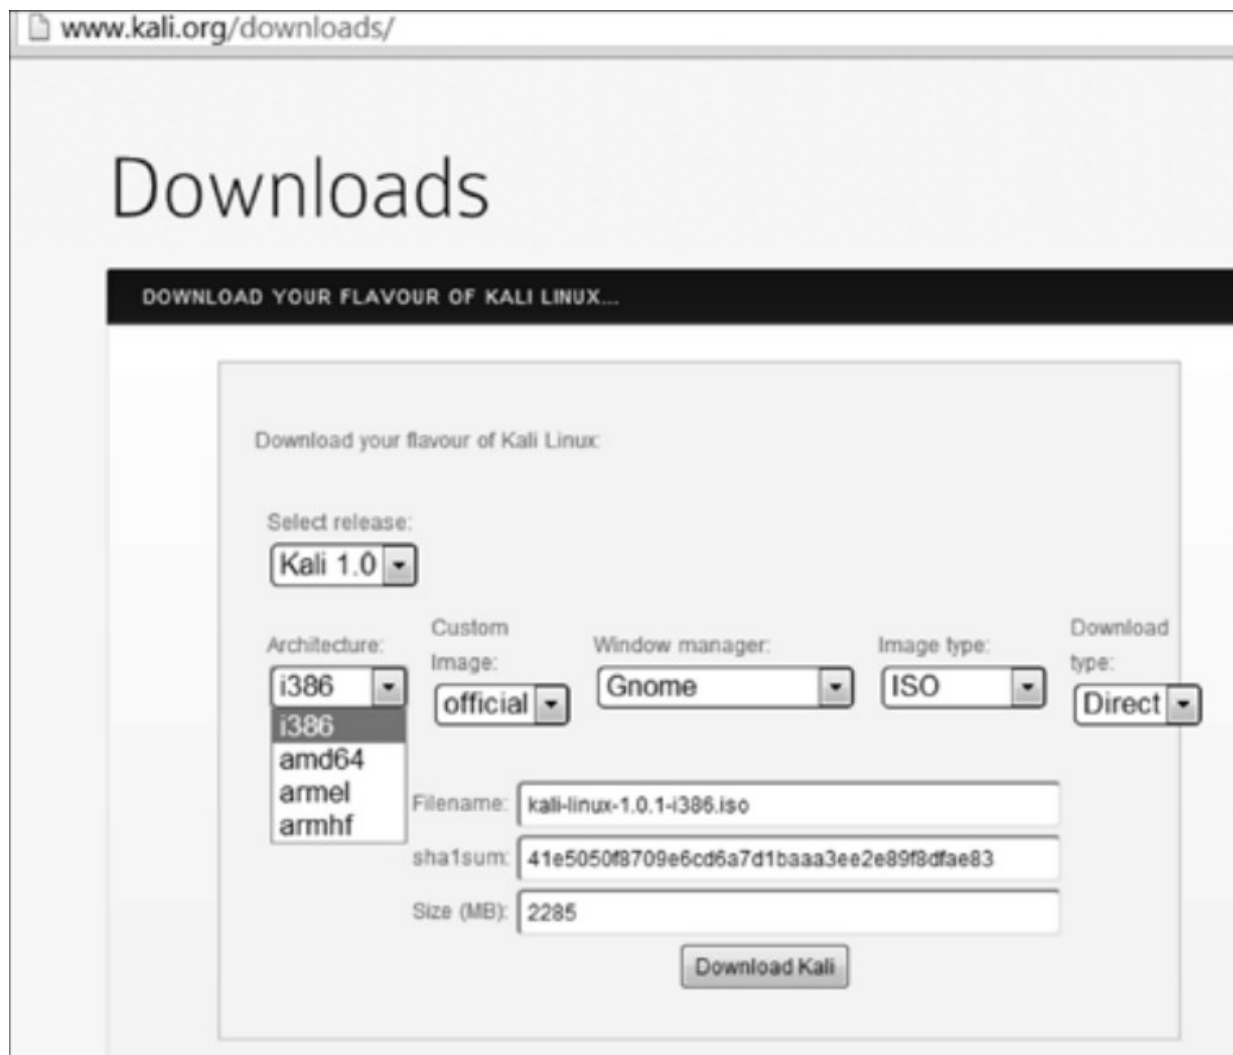 www.kali.org/downloads/
Downloads
DOWNLOAD YOUR FLAVOUR OF KALI LINUX...
Download your flavour of Kali Linux:
Select release:
Kali 1.0
Architecture:
i386
i386
amd64
armel
armhf
Custom
Image:
official
Window manager:
Gnome
Image type:
ISO
Download
type:
Direct
Filename: kali-linux-1.0.1-i386.iso
sha1sum: 41e5050f8709e6cd6a7d1baaa3ee2e89f8dfae83
Size (MB): 2285
Download Kali